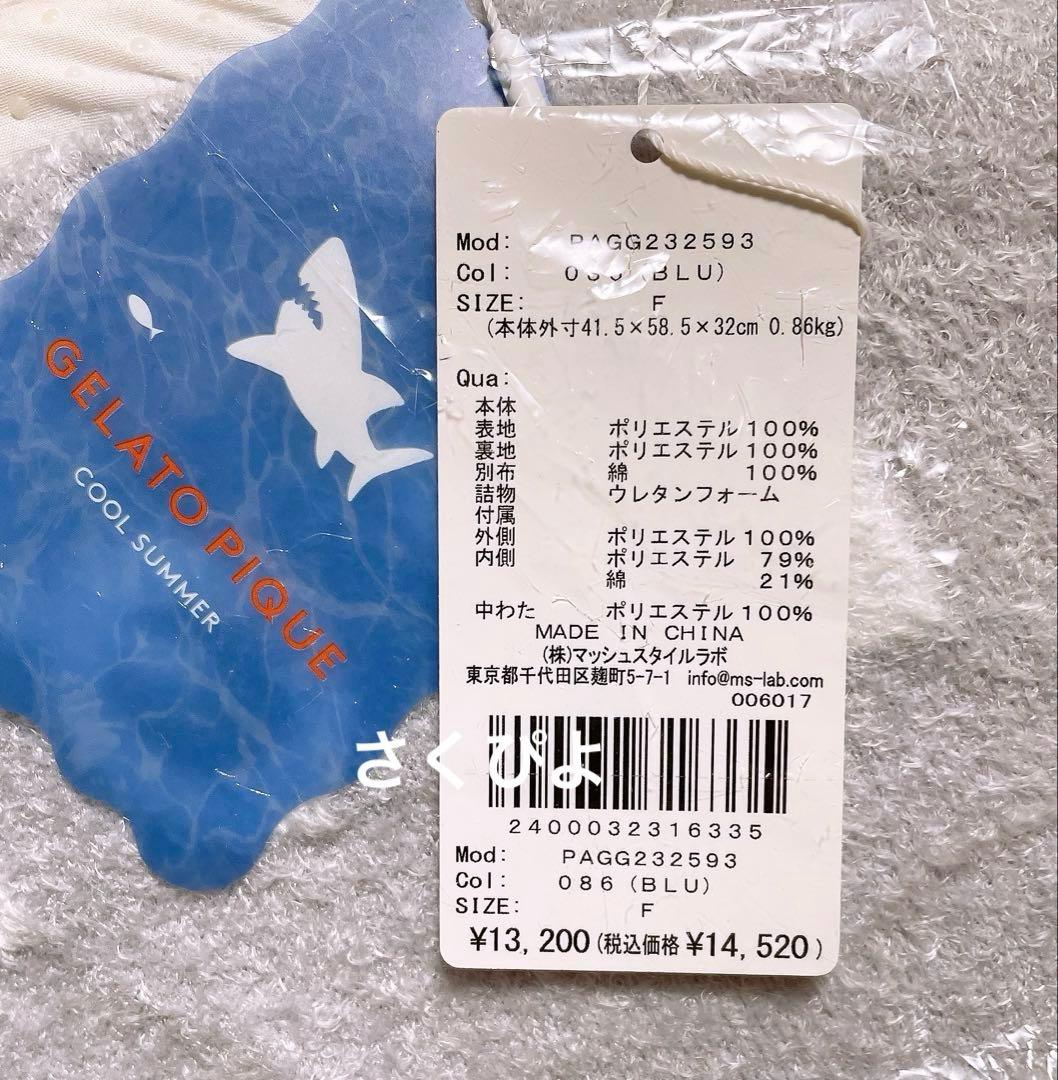 GELATO PIQUE
COOL SUMMER
Mod: PAGG232593
Col: 086 (BLU)
SIZE: F
(本体外寸41.5×58.5×32cm 0.86kg)
Qua:
本体
表地 ポリエステル100%
裏地 ポリエステル100%
別布 綿 100%
詰物 ウレタンフォーム
付属
外側 ポリエステル100%
内側 ポリエステル 79%
綿 21%
中わた ポリエステル100%
MADE IN CHINA
(株)マッシュスタイルラボ
東京都千代田区麹町5-7-1 info@ms-lab.com
006017
さくぴよ
2400032316335
Mod: PAGG232593
Col: 086 (BLU)
SIZE: F
¥13,200(税込価格 ¥14,520)